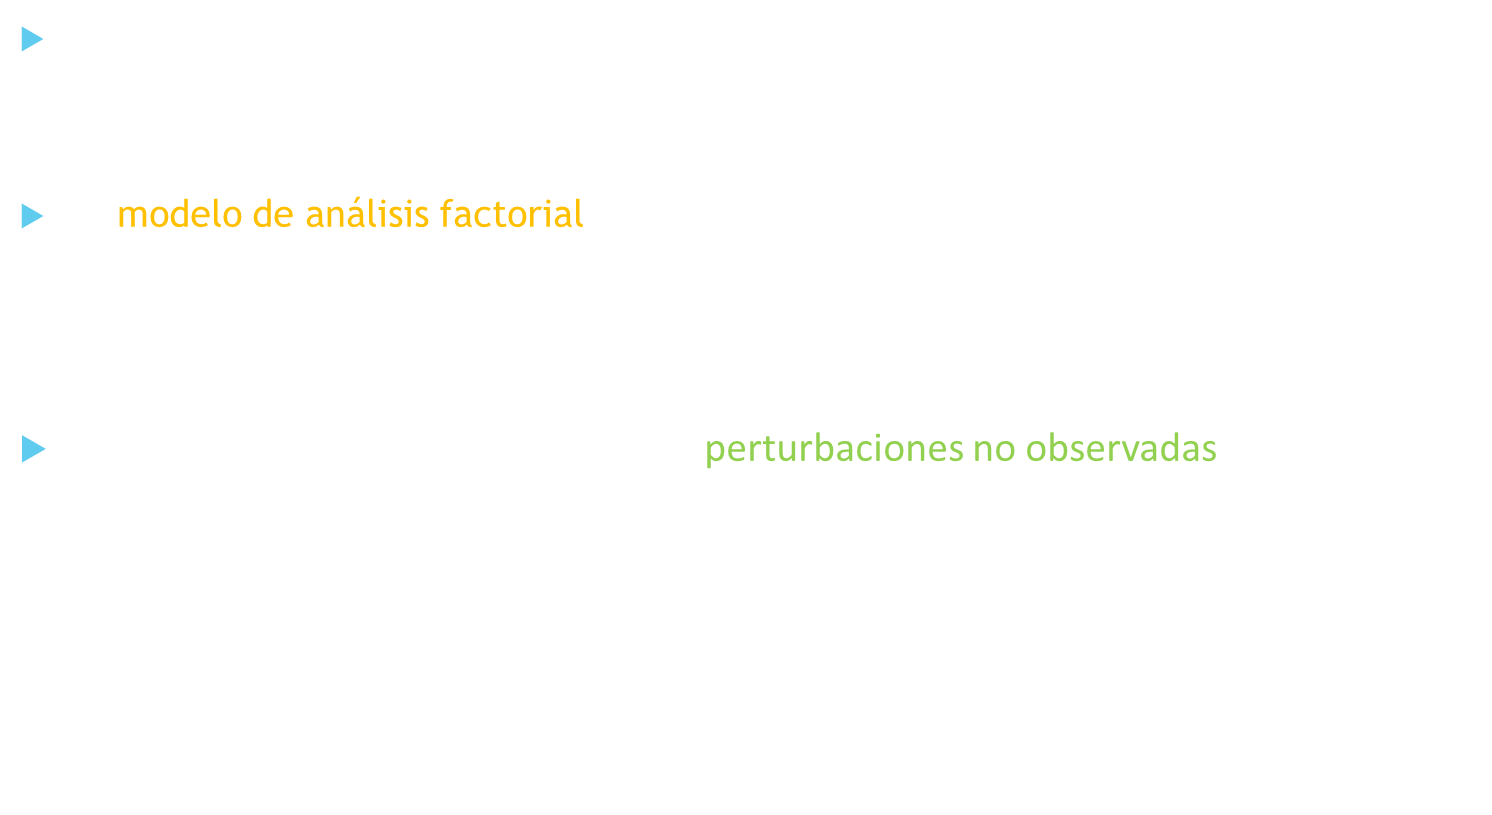 modelo de análisis factorial
perturbaciones no observadas